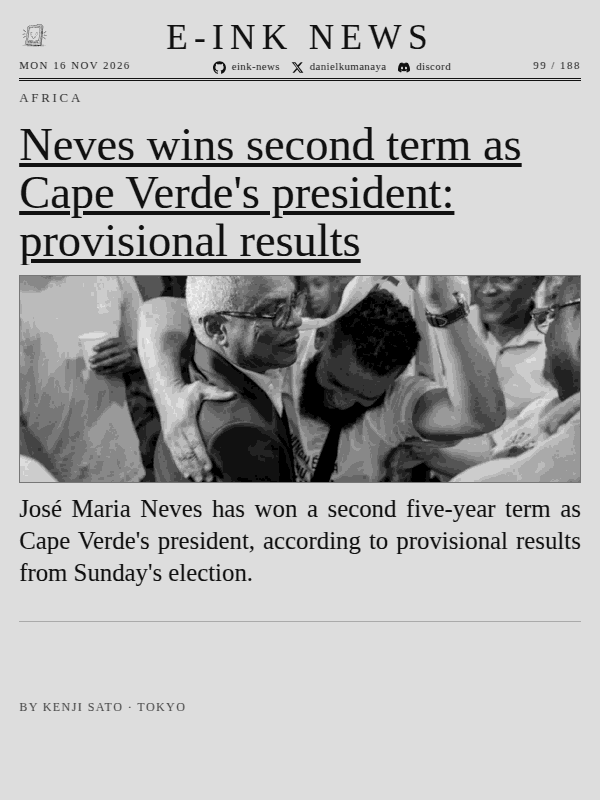 E-INK NEWS
MON 16 NOV 2026
eink-news danielkumanaya discord
99 / 188
AFRICA
Neves wins second term as
Cape Verde's president:
provisional results
José Maria Neves has won a second five-year term as
Cape Verde's president, according to provisional results
from Sunday's election.
BY KENJI SATO · TOKYO